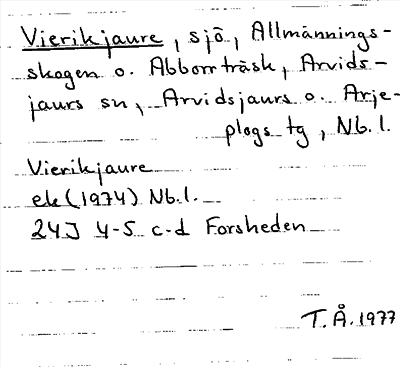 Vierikjaure, sjö, Allmännings-
skogen o. Abborrträsk, Arvids-
jaurs sn, Arvidsjaurs o. Arje-
plogs tg, Nb.l.
Vierikjaure
ek (1974) Nb.l.
24J 4-5 c-d Forsheden
T.Å. 1977